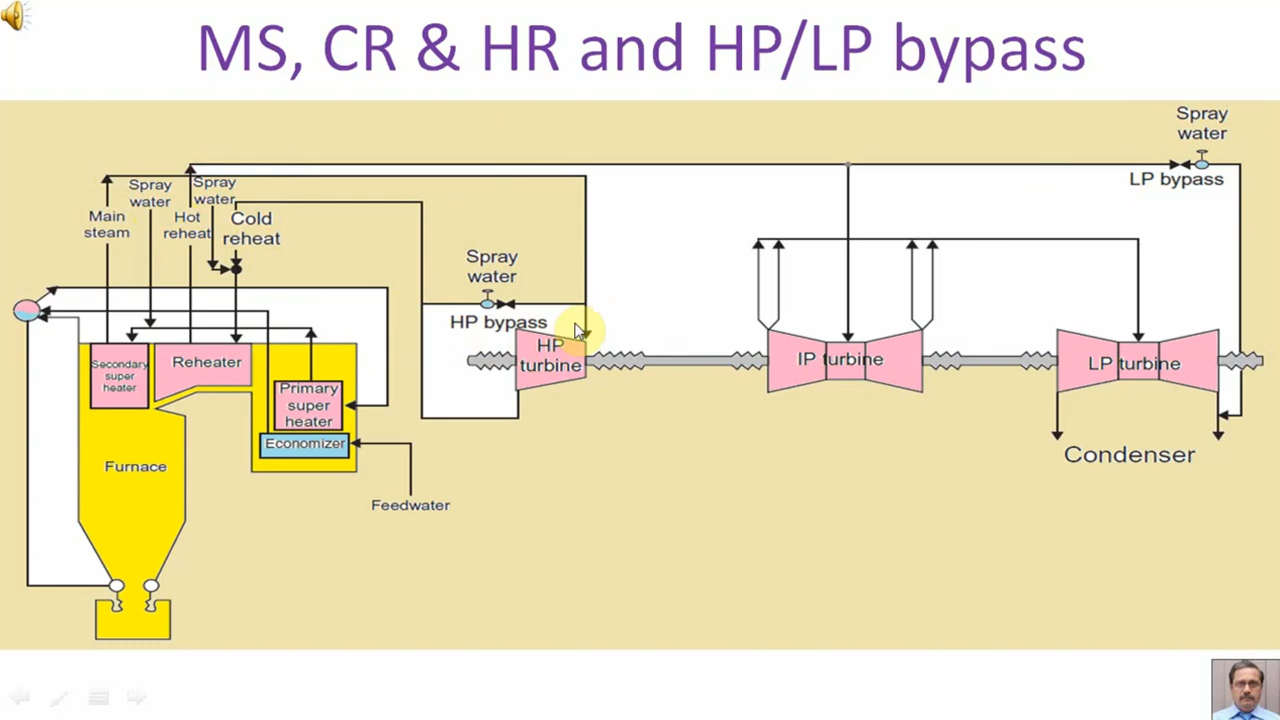 MS, CR & HR and HP/LP bypass
Spray
water
LP bypass
Spray
water
Spray
water
Main
steam
Hot
reheat
Cold
reheat
Spray
water
HP bypass
HP
turbine
IP turbine
LP turbine
Secondary
super
heater
Reheater
Primary
super
heater
Economizer
Furnace
Feedwater
Condenser